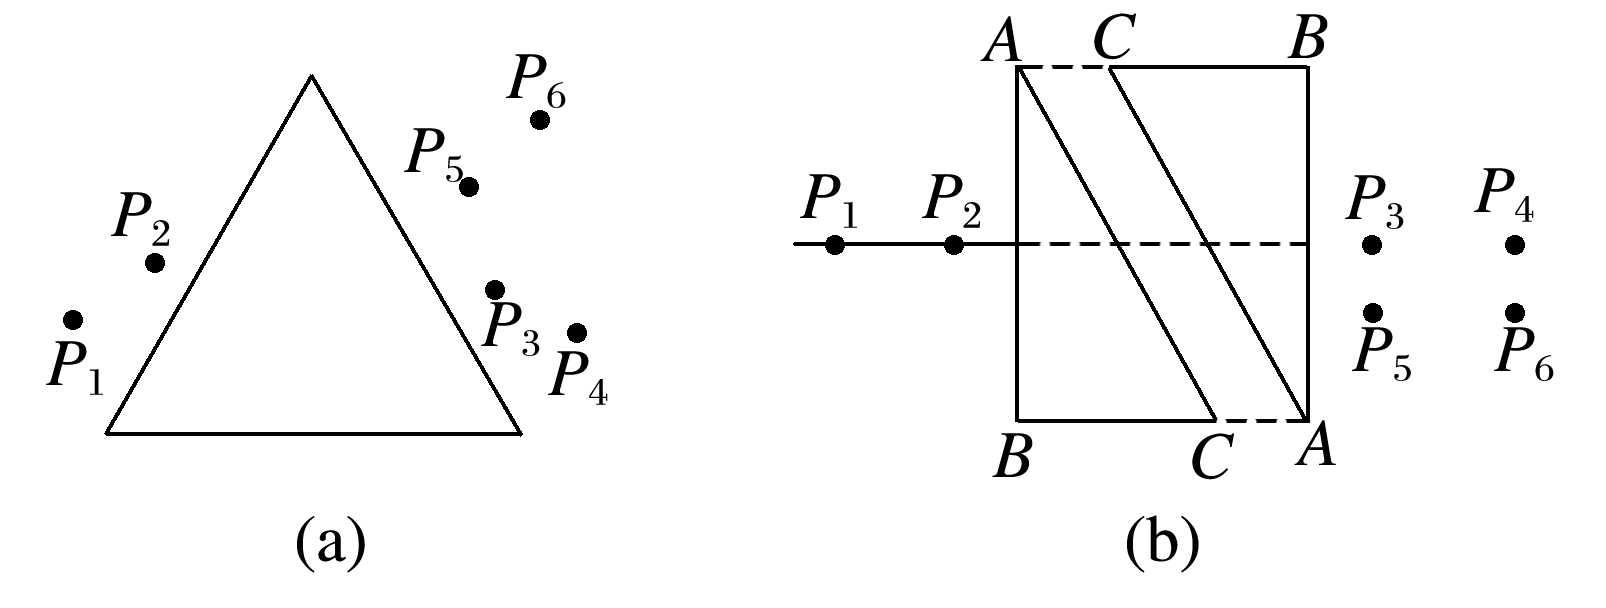 A C B
P6
P5
P2
P1 P2 P3 P4
P3
P1 P4
P5 P6
B C A
(a) (b)